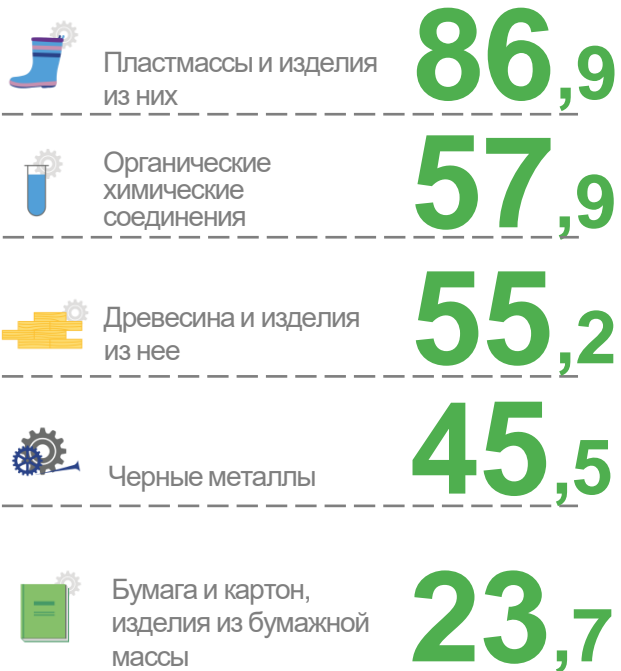 Пластмассы и изделия
из них
86,9
Органические
химические
соединения
57,9
Древесина и изделия
из нее
55,2
Черные металлы
45,5
Бумага и картон,
изделия из бумажной
массы
23,7